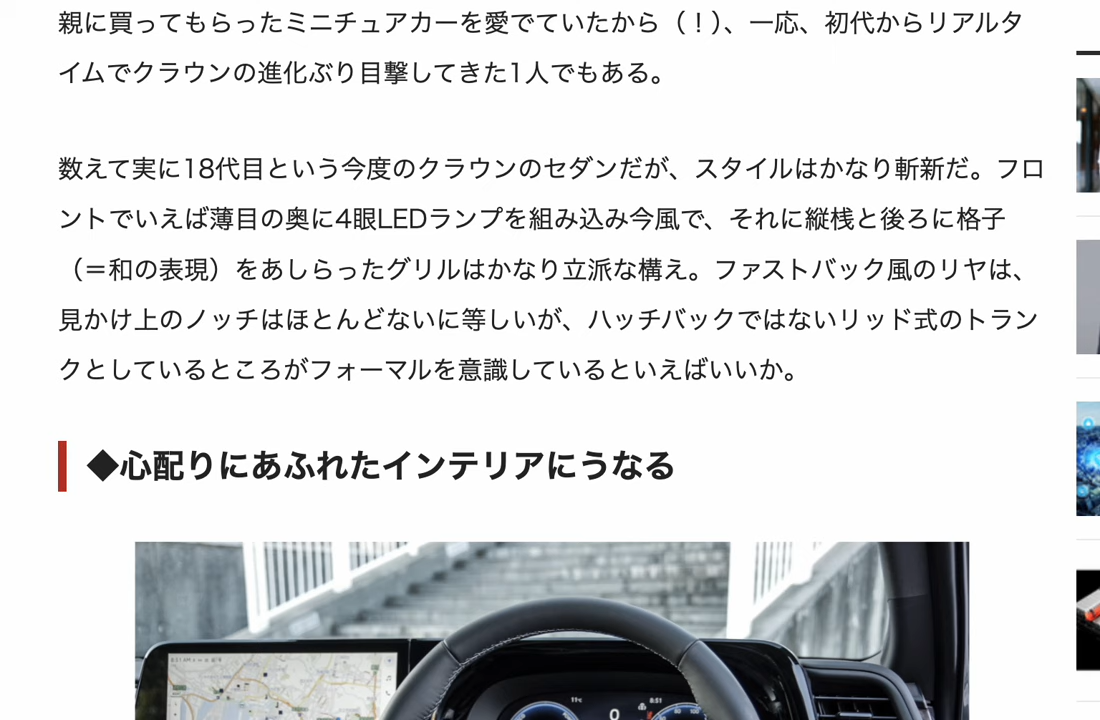 親に買ってもらったミニチュアカーを愛でていたから（！）、一応、初代からリアルタ
イムでクラウンの進化ぶり目撃してきた1人でもある。
数えて実に18代目という今度のクラウンのセダンだが、スタイルはかなり斬新だ。フロ
ントでいえば薄目の奥に4眼LEDランプを組み込み今風で、それに縦桟と後ろに格子
（＝和の表現）をあしらったグリルはかなり立派な構え。ファストバック風のリヤは、
見かけ上のノッチはほとんどないに等しいが、ハッチバックではないリッド式のトラン
クとしているところがフォーマルを意識しているといえばいいか。
◆心配りにあふれたインテリアにうなる
11℃
8:51
0
80 100